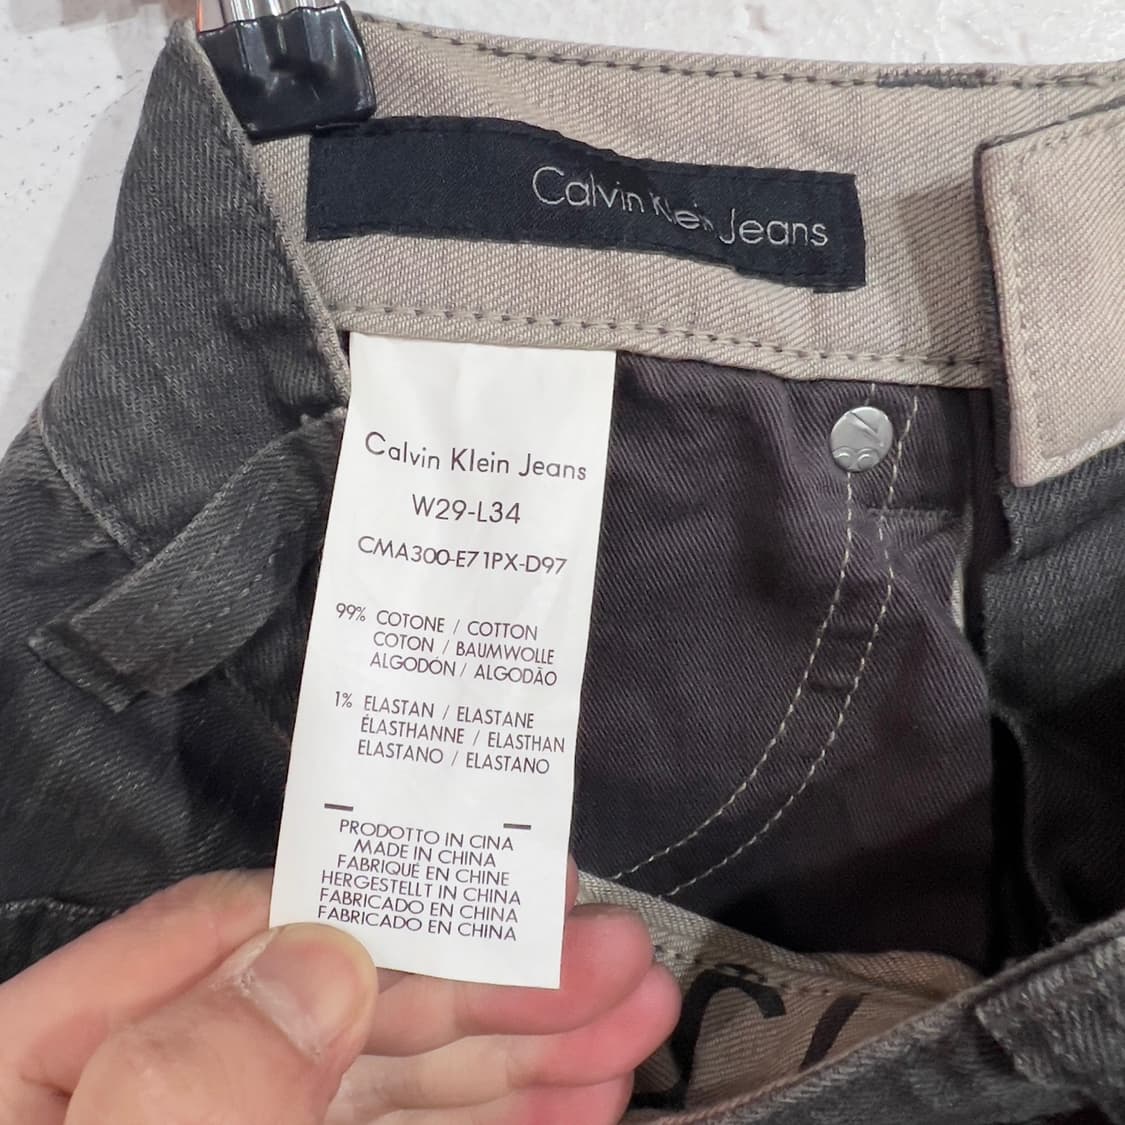 Calvin Klein Jeans
Calvin Klein Jeans
W29-L34
CMA300-E71PX-D97
99% COTONE / COTTON
COTON / BAUMWOLLE
ALGODÓN / ALGODÃO
1% ELASTAN / ELASTANE
ÉLASTHANNE / ELASTHAN
ELASTANO / ELASTANO
PRODOTTO IN CINA
MADE IN CHINA
FABRIQUÉ EN CHINE
HERGESTELLT IN CHINA
FABRICADO EN CHINA
FABRICADO EN CHINA